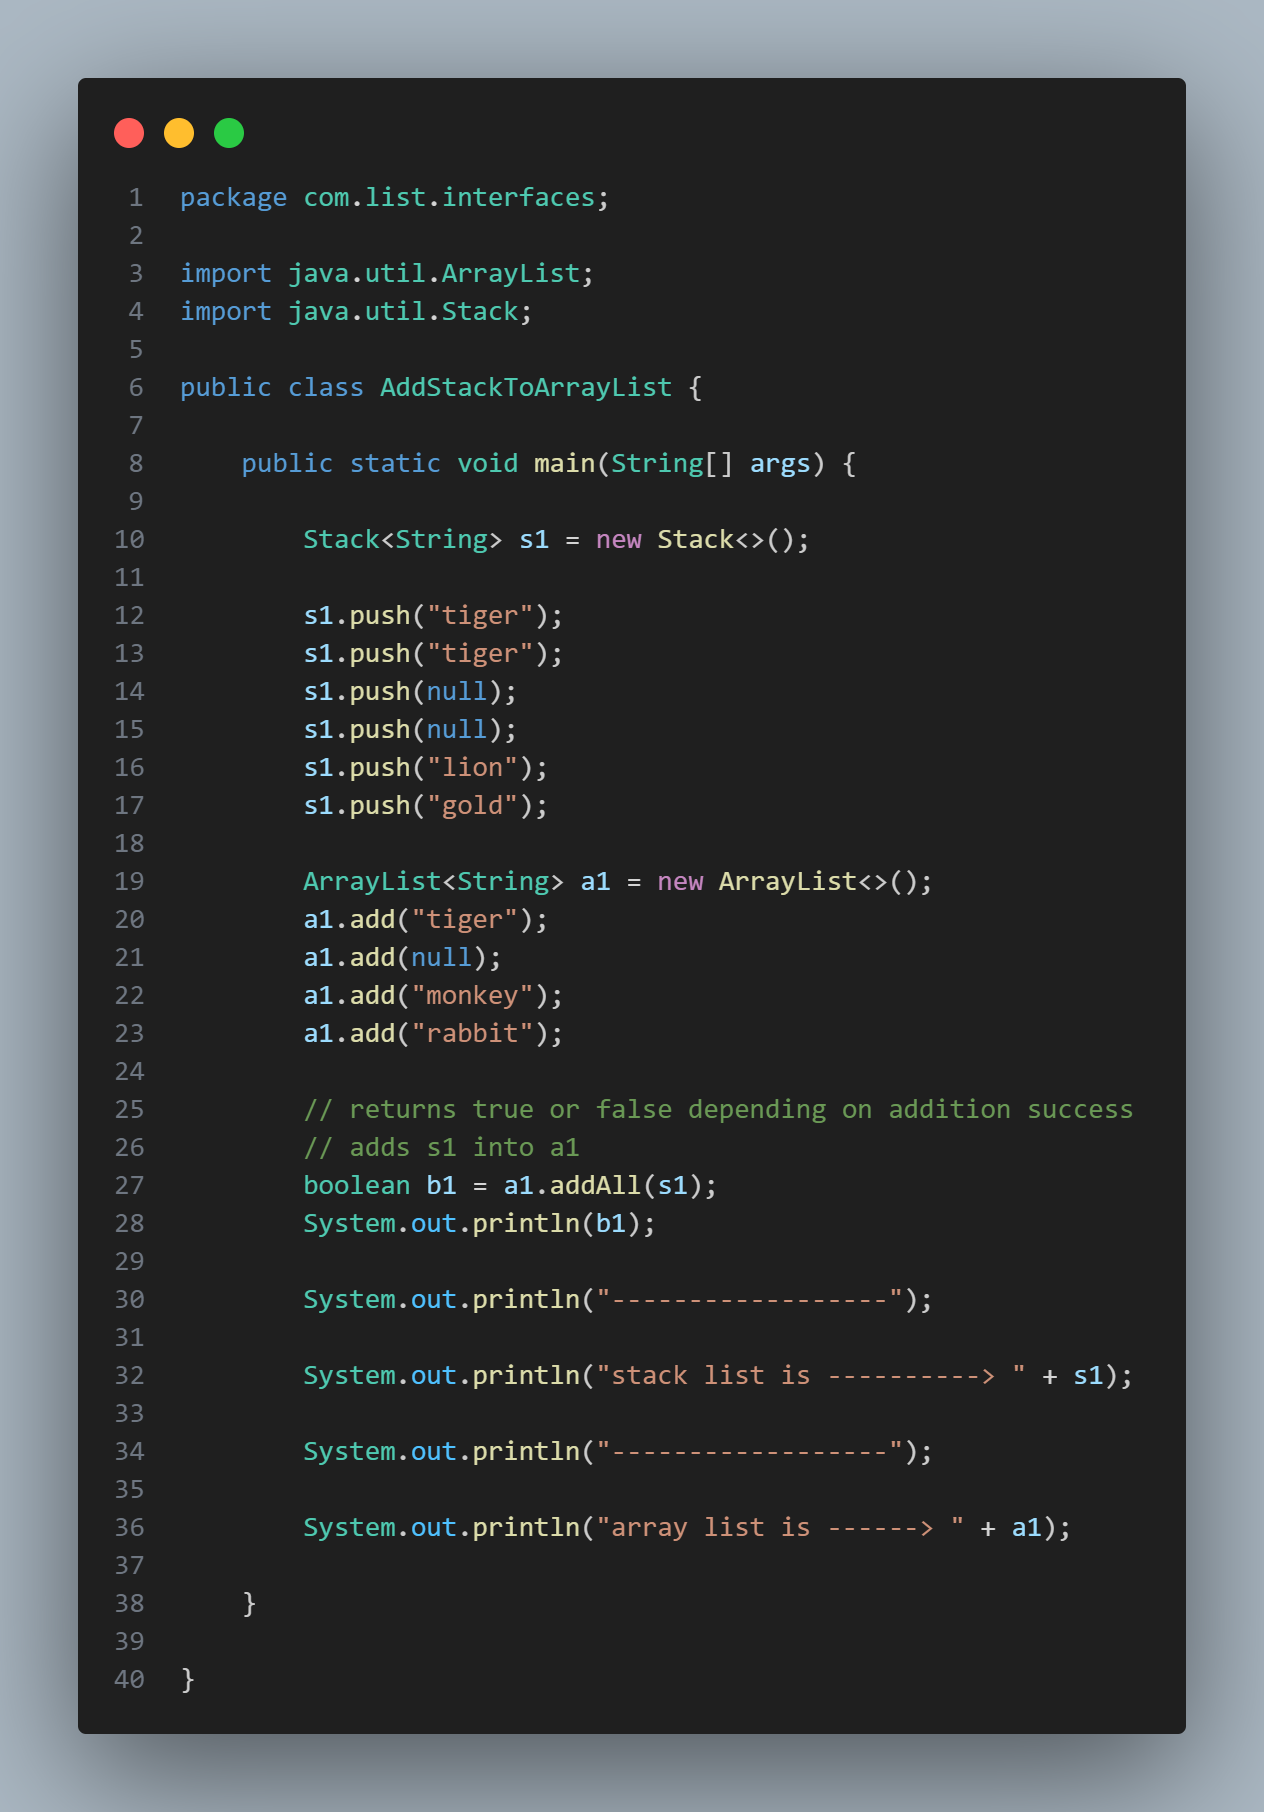 1 package com.list.interfaces;
2
3 import java.util.ArrayList;
4 import java.util.Stack;
5
6 public class AddStackToArrayList {
7
8     public static void main(String[] args) {
9
10         Stack<String> s1 = new Stack<>();
11
12         s1.push("tiger");
13         s1.push("tiger");
14         s1.push(null);
15         s1.push(null);
16         s1.push("lion");
17         s1.push("gold");
18
19         ArrayList<String> a1 = new ArrayList<>();
20         a1.add("tiger");
21         a1.add(null);
22         a1.add("monkey");
23         a1.add("rabbit");
24
25         // returns true or false depending on addition success
26         // adds s1 into a1
27         boolean b1 = a1.addAll(s1);
28         System.out.println(b1);
29
30         System.out.println("------------------");
31
32         System.out.println("stack list is ----------> " + s1);
33
34         System.out.println("------------------");
35
36         System.out.println("array list is ------> " + a1);
37
38     }
39
40 }